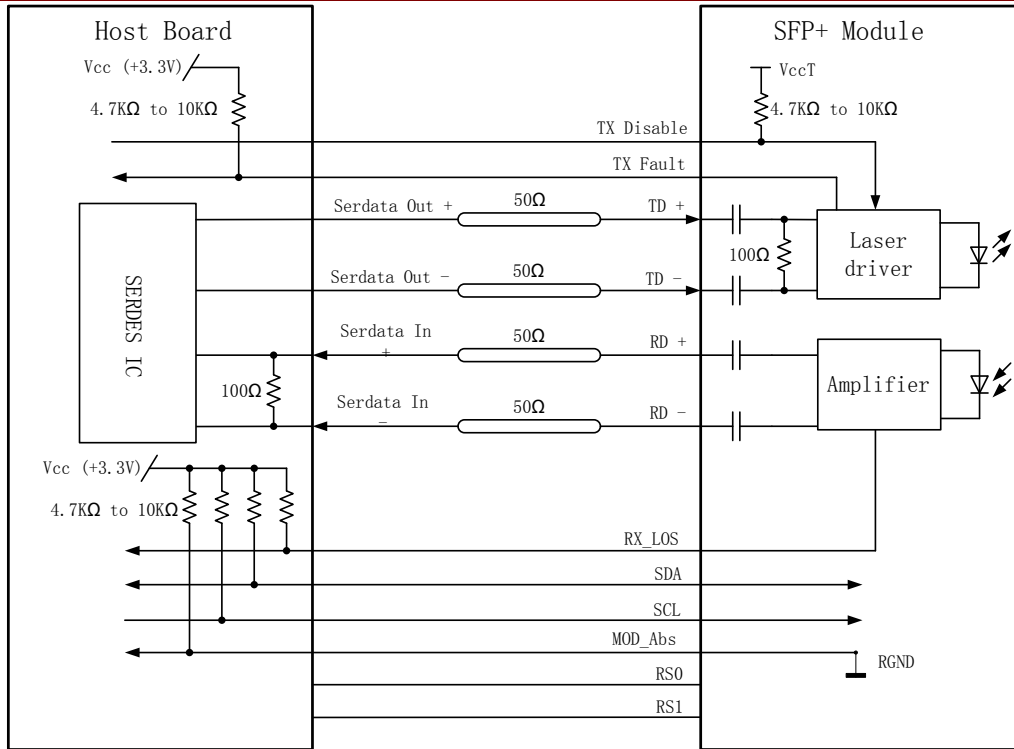 Host Board
SFP+ Module
Vcc (+3.3V)
VccT
4.7KΩ to 10KΩ
4.7KΩ to 10KΩ
TX Disable
TX Fault
Serdata Out +
50Ω
TD +
Laser
driver
100Ω
Serdata Out -
50Ω
TD -
SERDES IC
Serdata In
+
50Ω
RD +
100Ω
Amplifier
Serdata In
-
50Ω
RD -
Vcc (+3.3V)
4.7KΩ to 10KΩ
RX_LOS
SDA
SCL
MOD_Abs
RGND
RS0
RS1